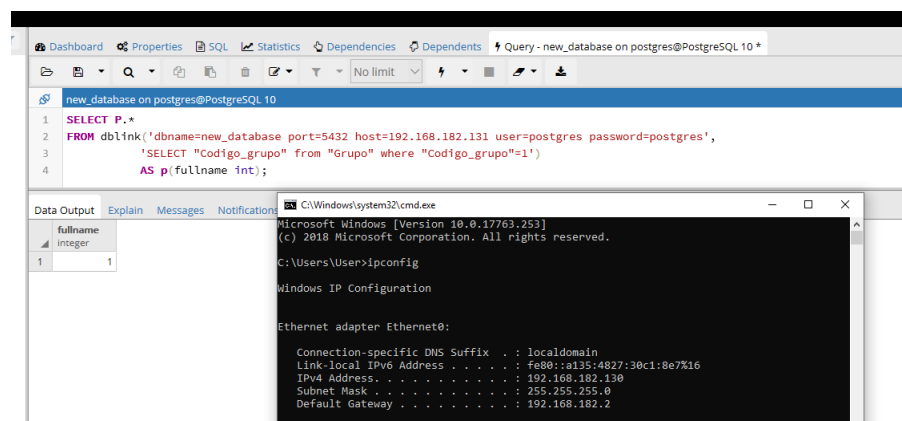 Dashboard Properties SQL Statistics Dependencies Dependents Query - new_database on postgres@PostgreSQL 10 *
No limit
new_database on postgres@PostgreSQL 10
1 SELECT P.*
2 FROM dblink('dbname=new_database port=5432 host=192.168.182.131 user=postgres password=postgres',
3 'SELECT "Codigo_grupo" from "Grupo" where "Codigo_grupo"=1')
4 AS p(fullname int);
Data Output Explain Messages Notifications
fullname
integer
1 1
C:\Windows\system32\cmd.exe
Microsoft Windows [Version 10.0.17763.253]
(c) 2018 Microsoft Corporation. All rights reserved.
C:\Users\User>ipconfig
Windows IP Configuration
Ethernet adapter Ethernet0:
Connection-specific DNS Suffix . : localdomain
Link-local IPv6 Address . . . . . : fe80::a135:4827:30c1:8e7%16
IPv4 Address. . . . . . . . . . . : 192.168.182.130
Subnet Mask . . . . . . . . . . . : 255.255.255.0
Default Gateway . . . . . . . . . : 192.168.182.2